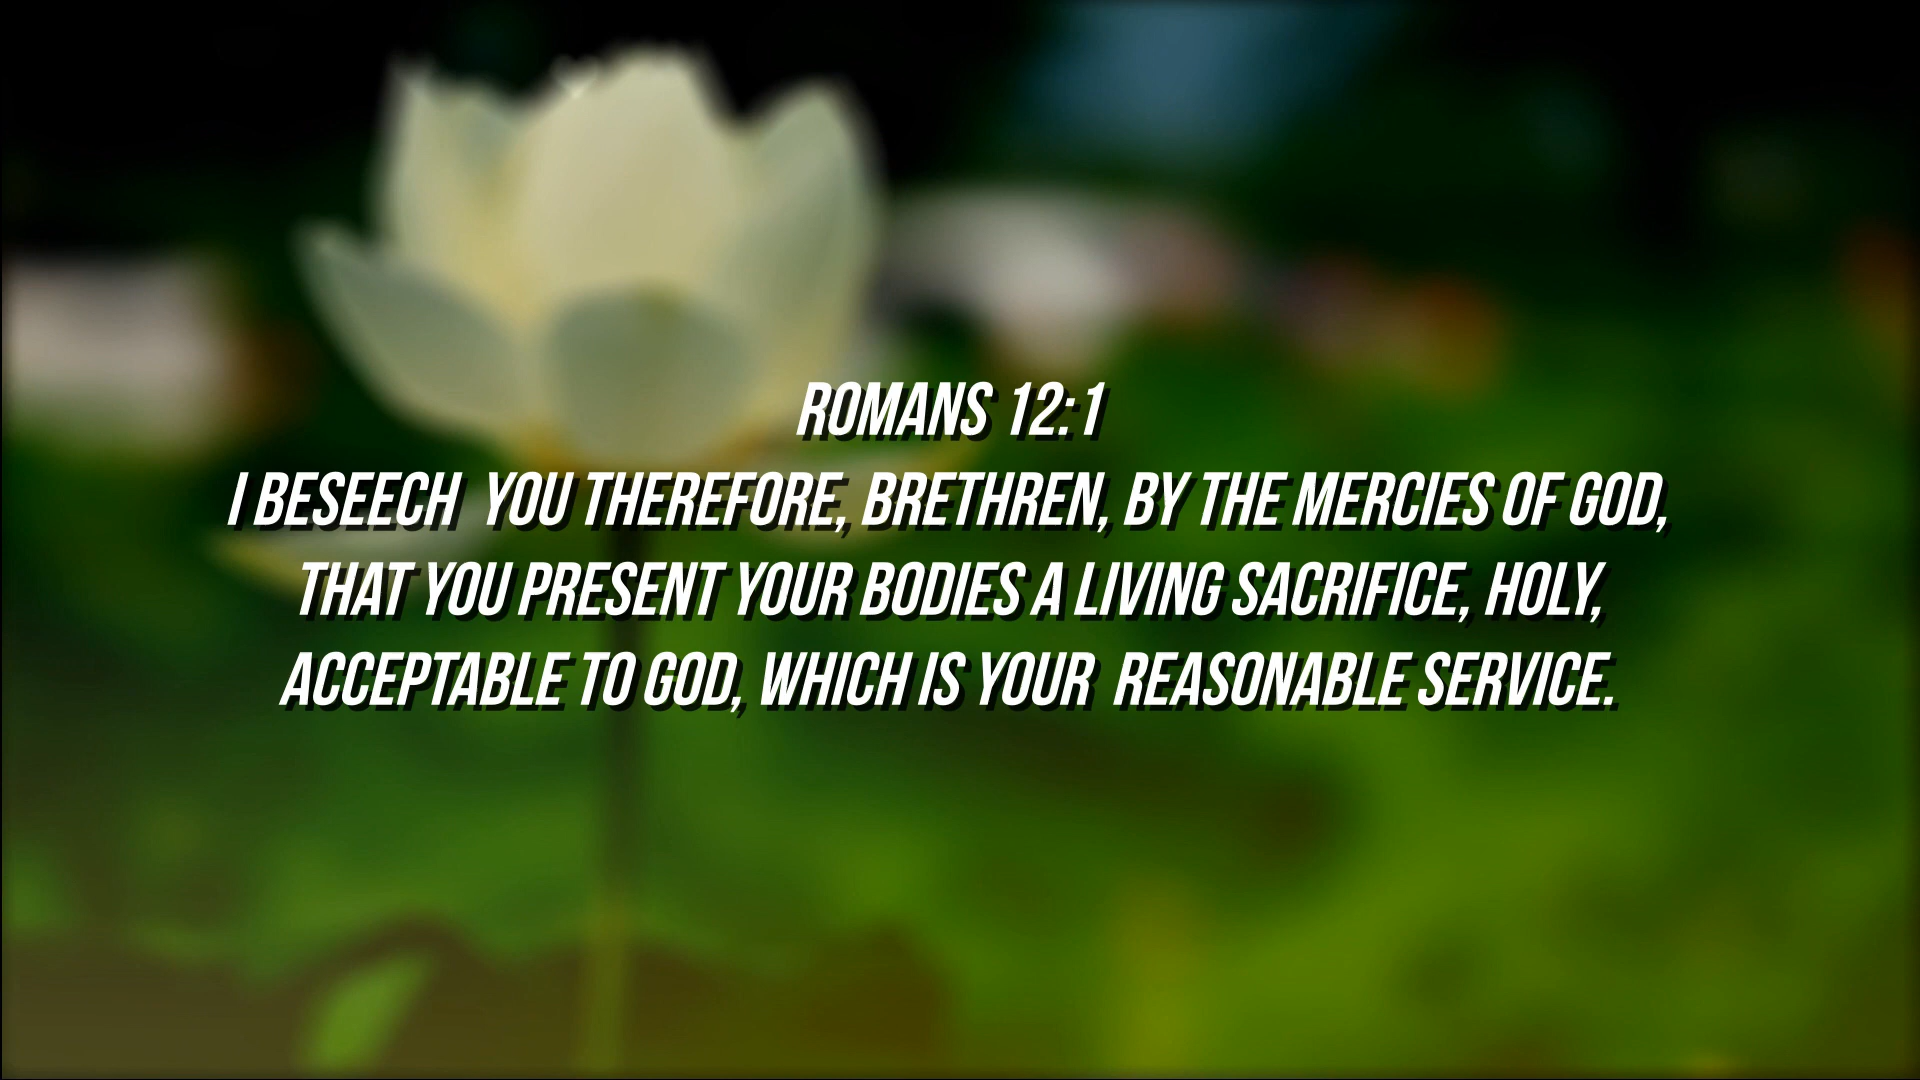 ROMANS 12:1
I BESEECH  YOU THEREFORE, BRETHREN, BY THE MERCIES OF GOD,
THAT YOU PRESENT YOUR BODIES A LIVING SACRIFICE, HOLY,
ACCEPTABLE TO GOD, WHICH IS YOUR  REASONABLE SERVICE.